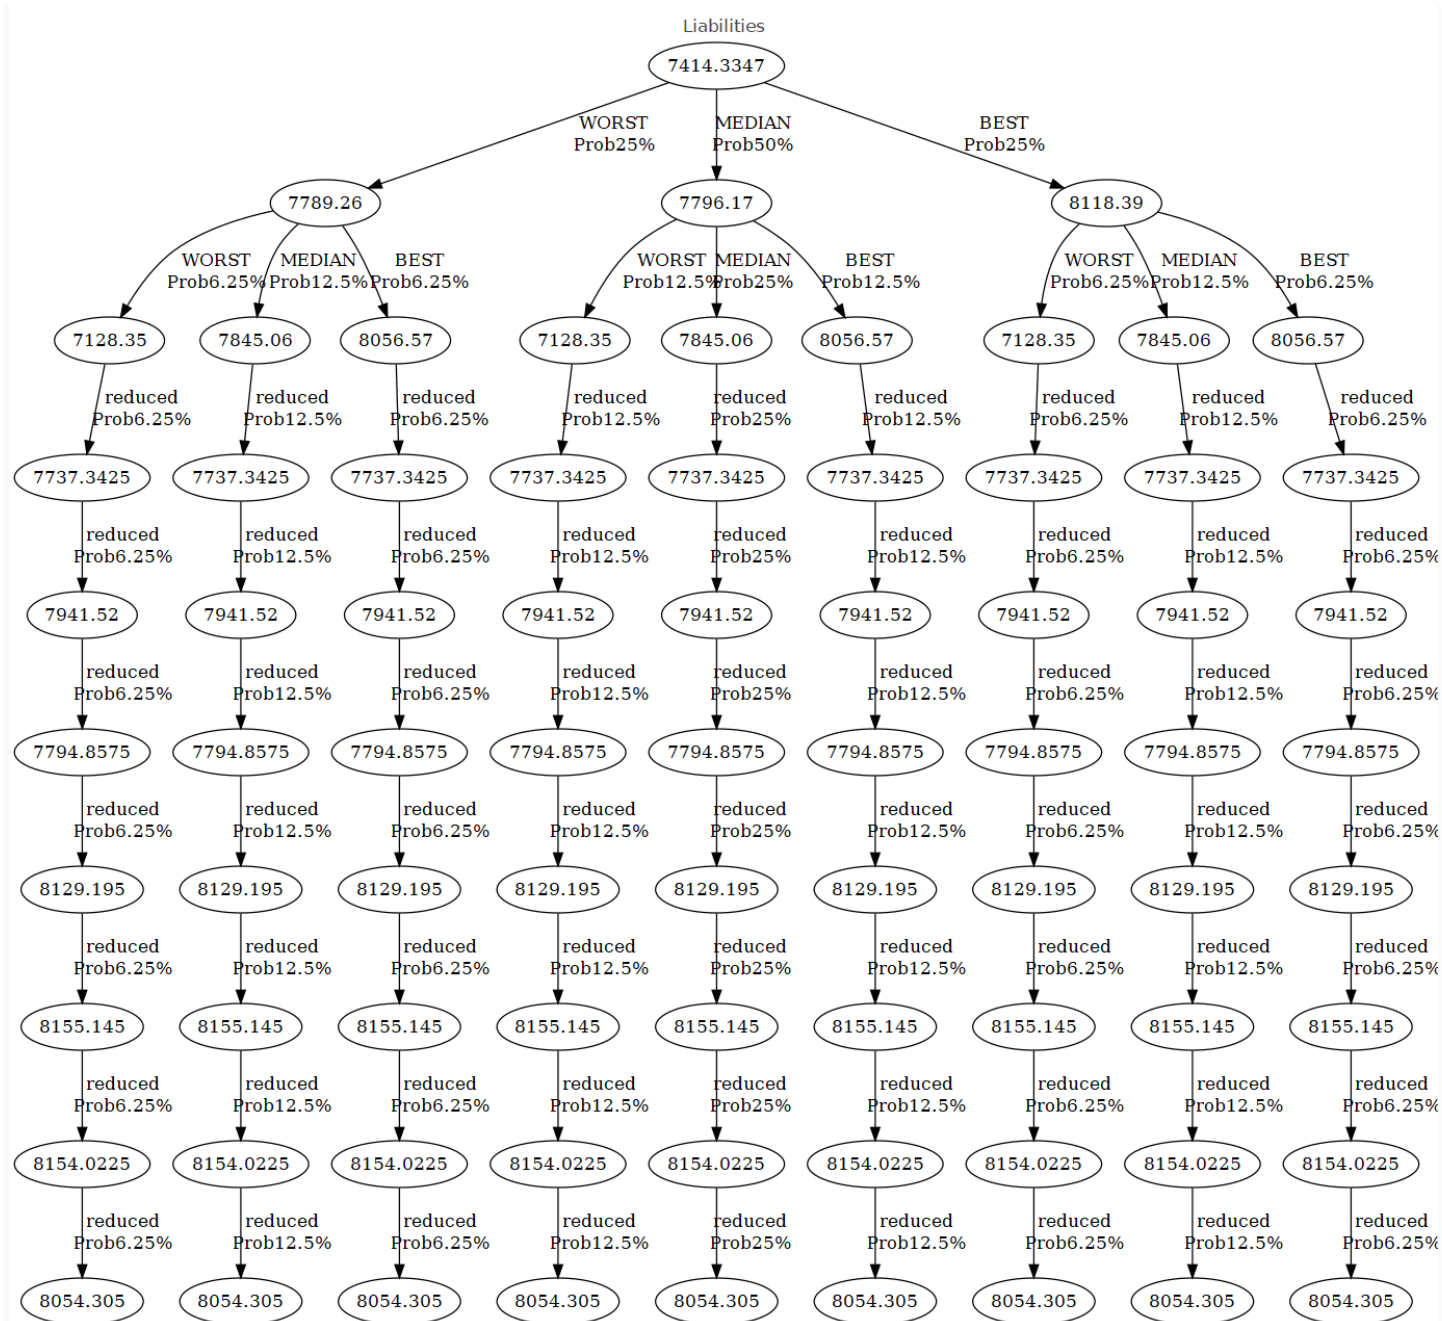 Liabilities
7414.3347
WORST MEDIAN BEST
Prob25% Prob50% Prob25%
7789.26 7796.17 8118.39
WORST MEDIAN BEST WORST MEDIAN BEST WORST MEDIAN BEST
Prob6.25% Prob12.5% Prob6.25% Prob12.5% Prob25% Prob12.5% Prob6.25% Prob12.5% Prob6.25%
7128.35 7845.06 8056.57 7128.35 7845.06 8056.57 7128.35 7845.06 8056.57
reduced reduced reduced reduced reduced reduced reduced reduced reduced
Prob6.25% Prob12.5% Prob6.25% Prob12.5% Prob25% Prob12.5% Prob6.25% Prob12.5% Prob6.25%
7737.3425 7737.3425 7737.3425 7737.3425 7737.3425 7737.3425 7737.3425 7737.3425 7737.3425
reduced reduced reduced reduced reduced reduced reduced reduced reduced
Prob6.25% Prob12.5% Prob6.25% Prob12.5% Prob25% Prob12.5% Prob6.25% Prob12.5% Prob6.25%
7941.52 7941.52 7941.52 7941.52 7941.52 7941.52 7941.52 7941.52 7941.52
reduced reduced reduced reduced reduced reduced reduced reduced reduced
Prob6.25% Prob12.5% Prob6.25% Prob12.5% Prob25% Prob12.5% Prob6.25% Prob12.5% Prob6.25%
7794.8575 7794.8575 7794.8575 7794.8575 7794.8575 7794.8575 7794.8575 7794.8575 7794.8575
reduced reduced reduced reduced reduced reduced reduced reduced reduced
Prob6.25% Prob12.5% Prob6.25% Prob12.5% Prob25% Prob12.5% Prob6.25% Prob12.5% Prob6.25%
8129.195 8129.195 8129.195 8129.195 8129.195 8129.195 8129.195 8129.195 8129.195
reduced reduced reduced reduced reduced reduced reduced reduced reduced
Prob6.25% Prob12.5% Prob6.25% Prob12.5% Prob25% Prob12.5% Prob6.25% Prob12.5% Prob6.25%
8155.145 8155.145 8155.145 8155.145 8155.145 8155.145 8155.145 8155.145 8155.145
reduced reduced reduced reduced reduced reduced reduced reduced reduced
Prob6.25% Prob12.5% Prob6.25% Prob12.5% Prob25% Prob12.5% Prob6.25% Prob12.5% Prob6.25%
8154.0225 8154.0225 8154.0225 8154.0225 8154.0225 8154.0225 8154.0225 8154.0225 8154.0225
reduced reduced reduced reduced reduced reduced reduced reduced reduced
Prob6.25% Prob12.5% Prob6.25% Prob12.5% Prob25% Prob12.5% Prob6.25% Prob12.5% Prob6.25%
8054.305 8054.305 8054.305 8054.305 8054.305 8054.305 8054.305 8054.305 8054.305